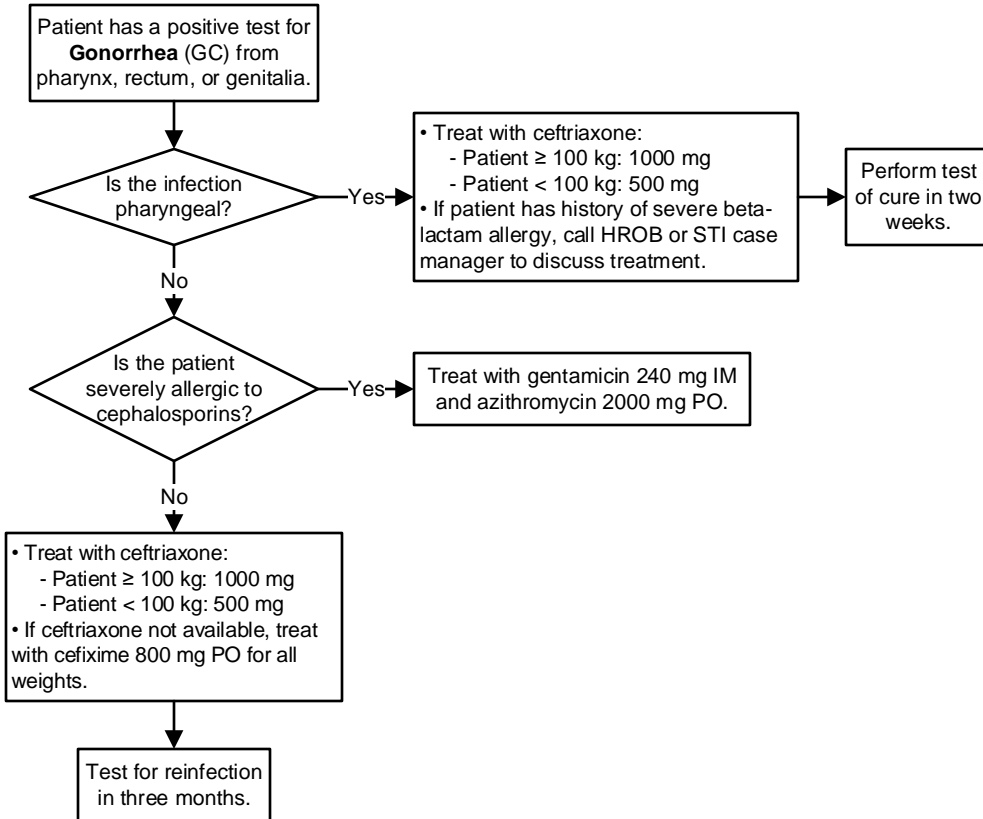 Patient has a positive test for
Gonorrhea (GC) from
pharynx, rectum, or genitalia.
Is the infection
pharyngeal?
Yes
• Treat with ceftriaxone:
- Patient ≥ 100 kg: 1000 mg
- Patient < 100 kg: 500 mg
• If patient has history of severe beta-
lactam allergy, call HROB or STI case
manager to discuss treatment.
Perform test
of cure in two
weeks.
No
Is the patient
severely allergic to
cephalosporins?
Yes
Treat with gentamicin 240 mg IM
and azithromycin 2000 mg PO.
No
• Treat with ceftriaxone:
- Patient ≥ 100 kg: 1000 mg
- Patient < 100 kg: 500 mg
• If ceftriaxone not available, treat
with cefixime 800 mg PO for all
weights.
Test for reinfection
in three months.